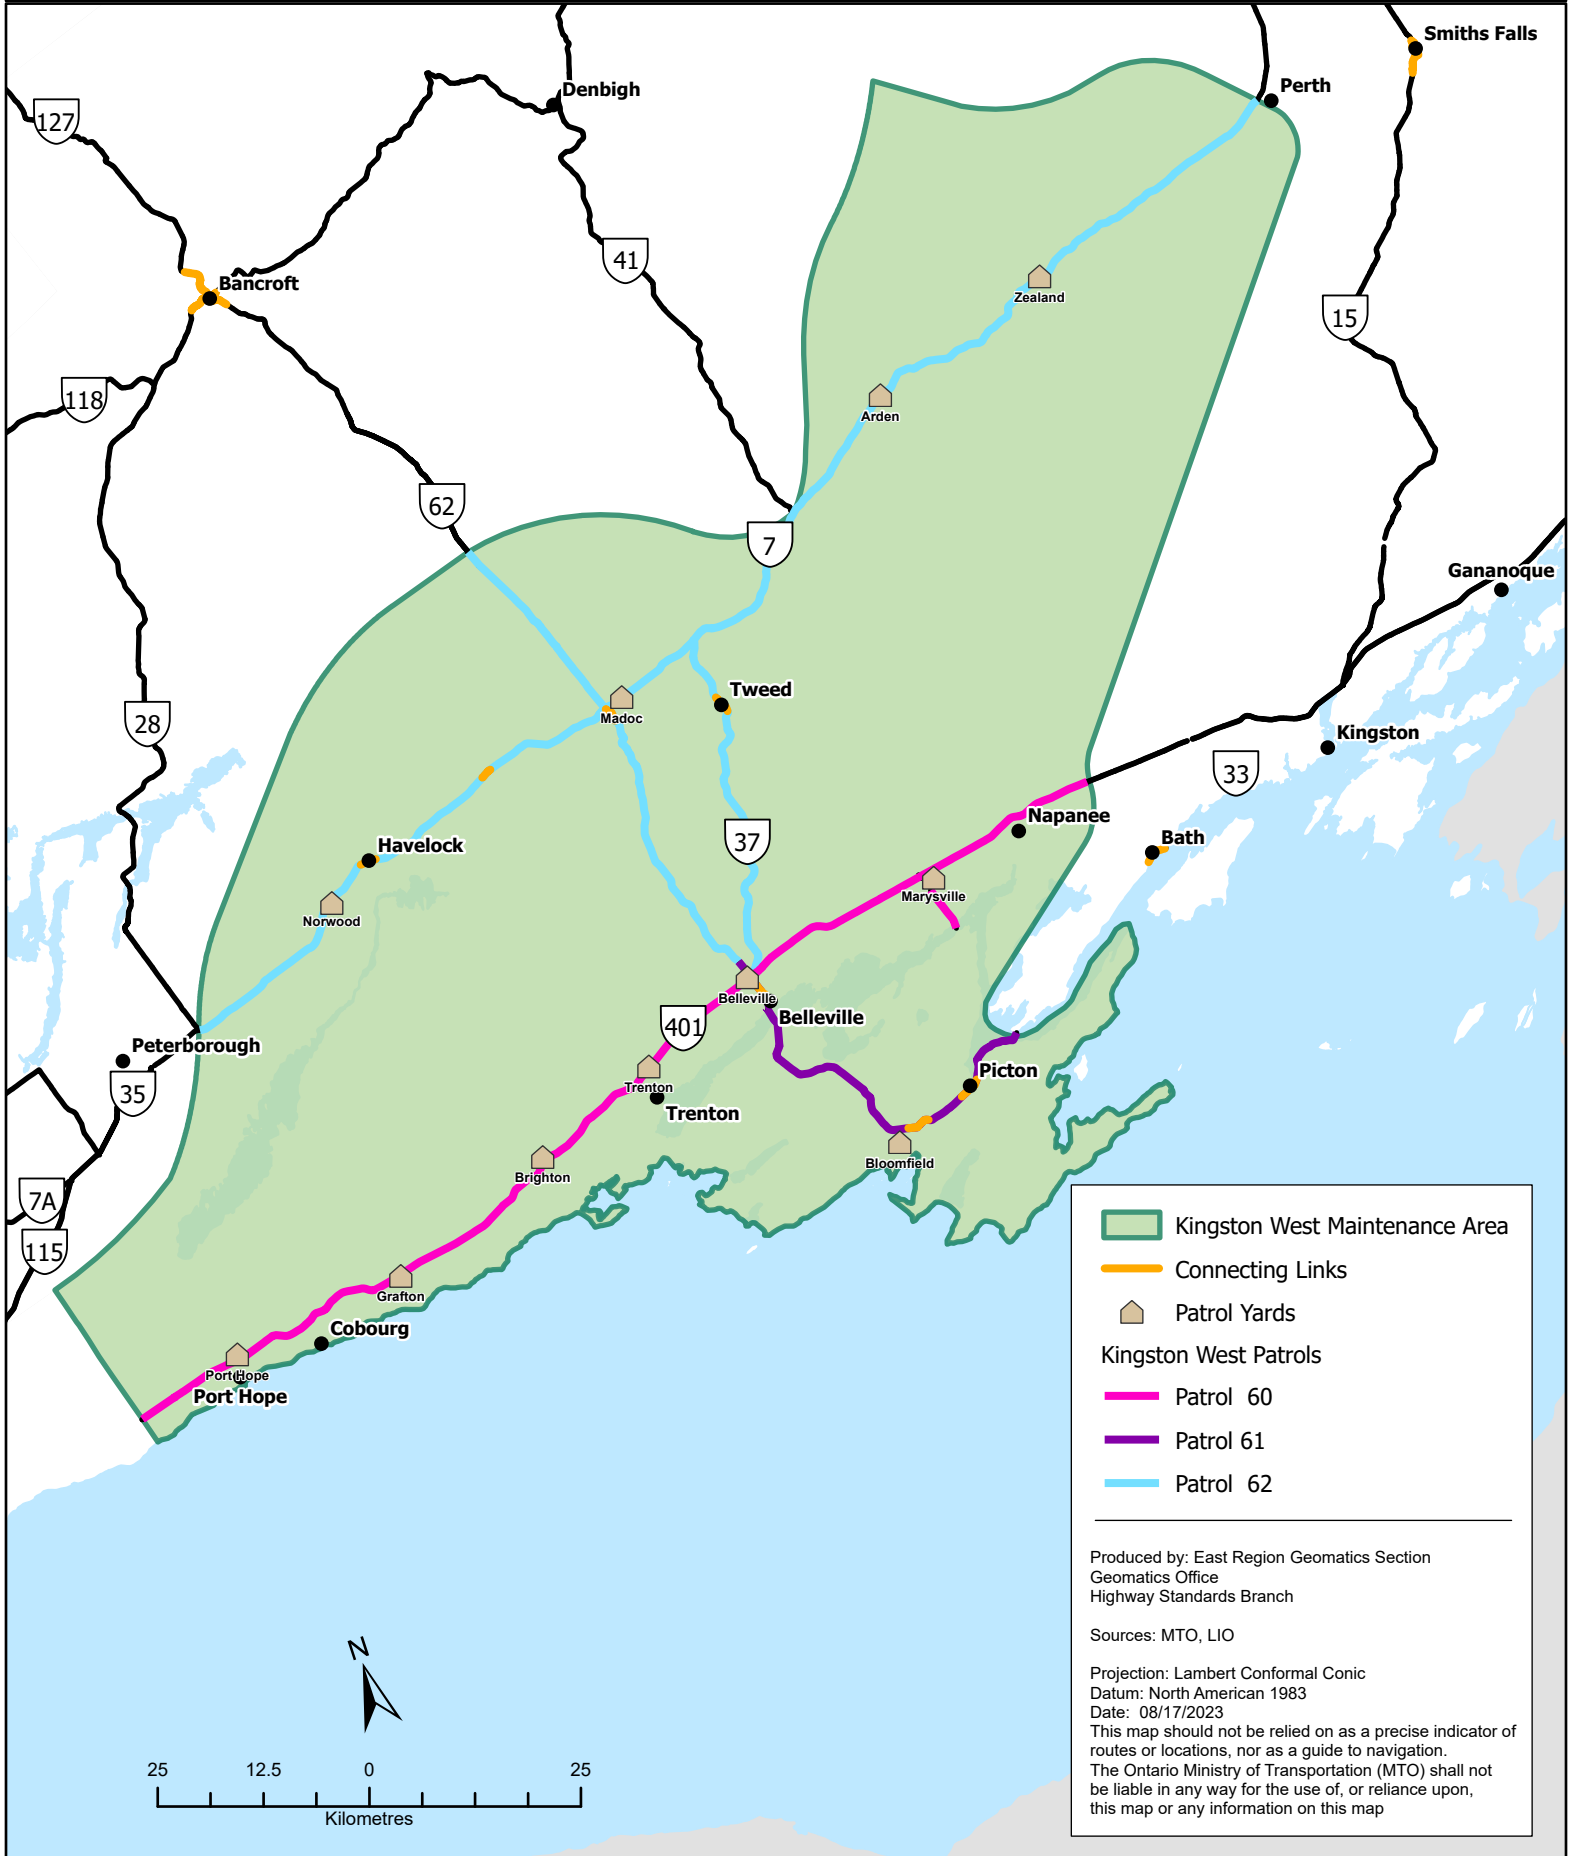 Smiths Falls
Denbigh
Perth
127
41
Bancroft
Zealand
15
118
Arden
62
7
Gananoque
Tweed
Madoc
28
Kingston
33
Napanee
Havelock
37
Bath
Marysville
Norwood
Belleville
Belleville
401
Peterborough
35
Picton
Trenton
Trenton
Bloomfield
Brighton
7A
115
Grafton
Cobourg
Port Hope
Port Hope
Kingston West Maintenance Area
Connecting Links
Patrol Yards
Kingston West Patrols
Patrol 60
Patrol 61
Patrol 62
Produced by: East Region Geomatics Section
Geomatics Office
Highway Standards Branch
Sources: MTO, LIO
Projection: Lambert Conformal Conic
Datum: North American 1983
Date: 08/17/2023
This map should not be relied on as a precise indicator of
routes or locations, nor as a guide to navigation.
The Ontario Ministry of Transportation (MTO) shall not
be liable in any way for the use of, or reliance upon,
this map or any information on this map
N
25 12.5 0 25
Kilometres